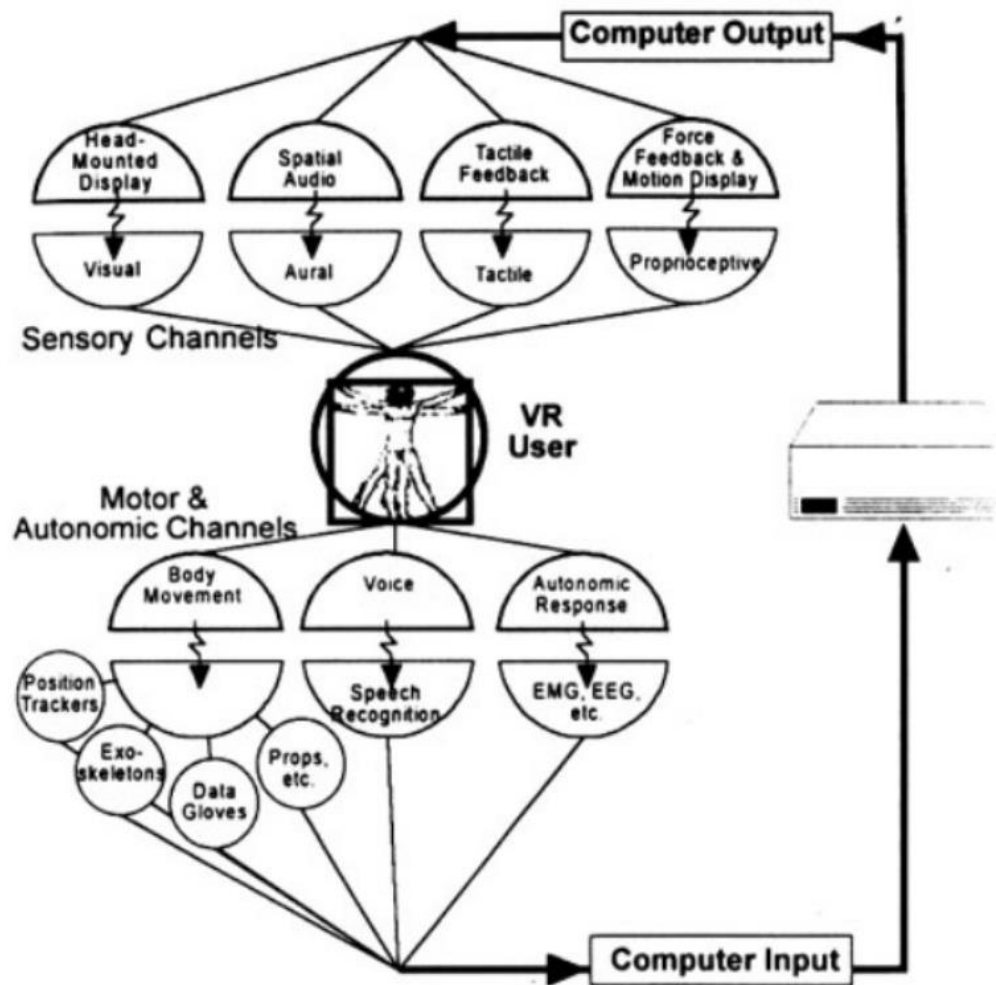 Computer Output
Head-
Mounted
Display
Spatial
Audio
Tactile
Feedback
Force
Feedback &
Motion Display
Visual
Aural
Tactile
Proprioceptive
Sensory Channels
VR
User
Motor &
Autonomic Channels
Body
Movement
Voice
Autonomic
Response
Position
Trackers
Exo-
skeletons
Data
Gloves
Props,
etc.
Speech
Recognition
EMG, EEG,
etc.
Computer Input